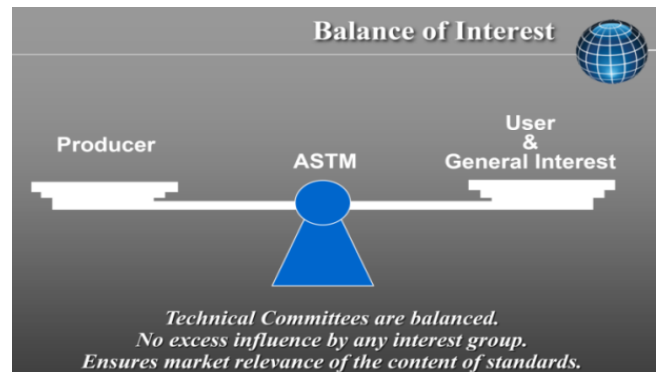 Balance of Interest
Producer
ASTM
User
&
General Interest
Technical Committees are balanced.
No excess influence by any interest group.
Ensures market relevance of the content of standards.